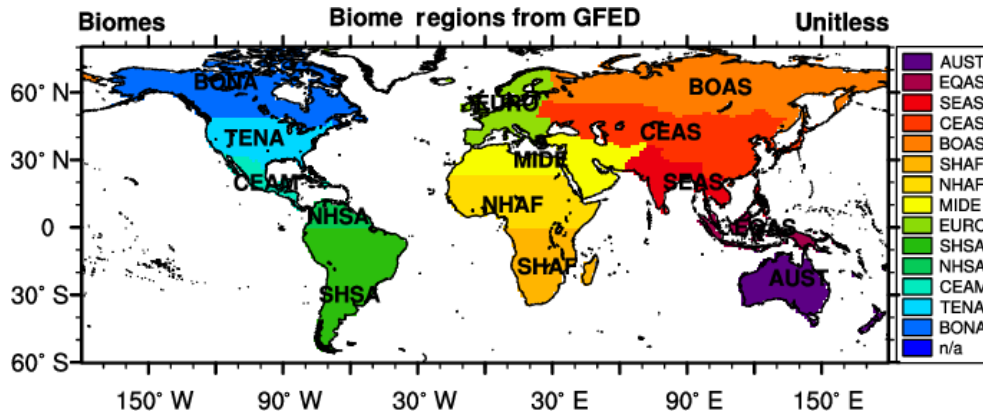 Biomes Biome regions from GFED Unitless
60° N
30° N
0
30° S
60° S
150° W 90° W 30° W 30° E 90° E 150° E
BONA
TENA
CEAM
NHSA
SHSA
EURO
BOAS
CEAS
MIDE
SEAS
NHAF
EQAS
SHAF
AUST
AUST
EQAS
SEAS
CEAS
BOAS
SHAF
NHAF
MIDE
EURO
SHSA
NHSA
CEAM
TENA
BONA
n/a